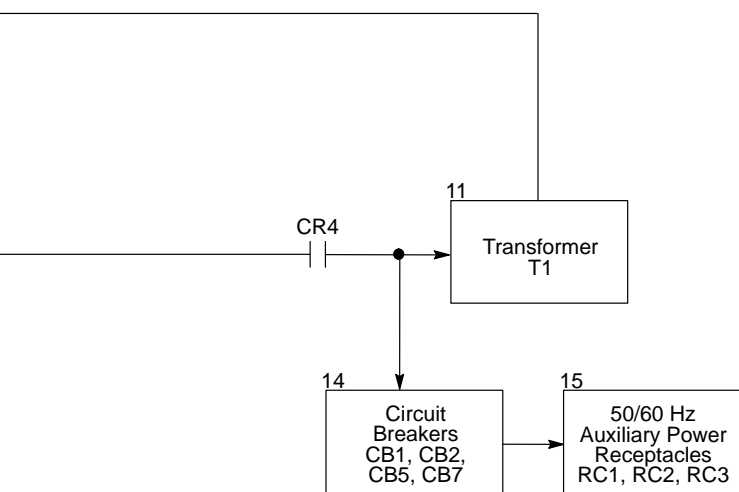 11
CR4
Transformer
T1
14
Circuit
Breakers
CB1, CB2,
CB5, CB7
15
50/60 Hz
Auxiliary Power
Receptacles
RC1, RC2, RC3